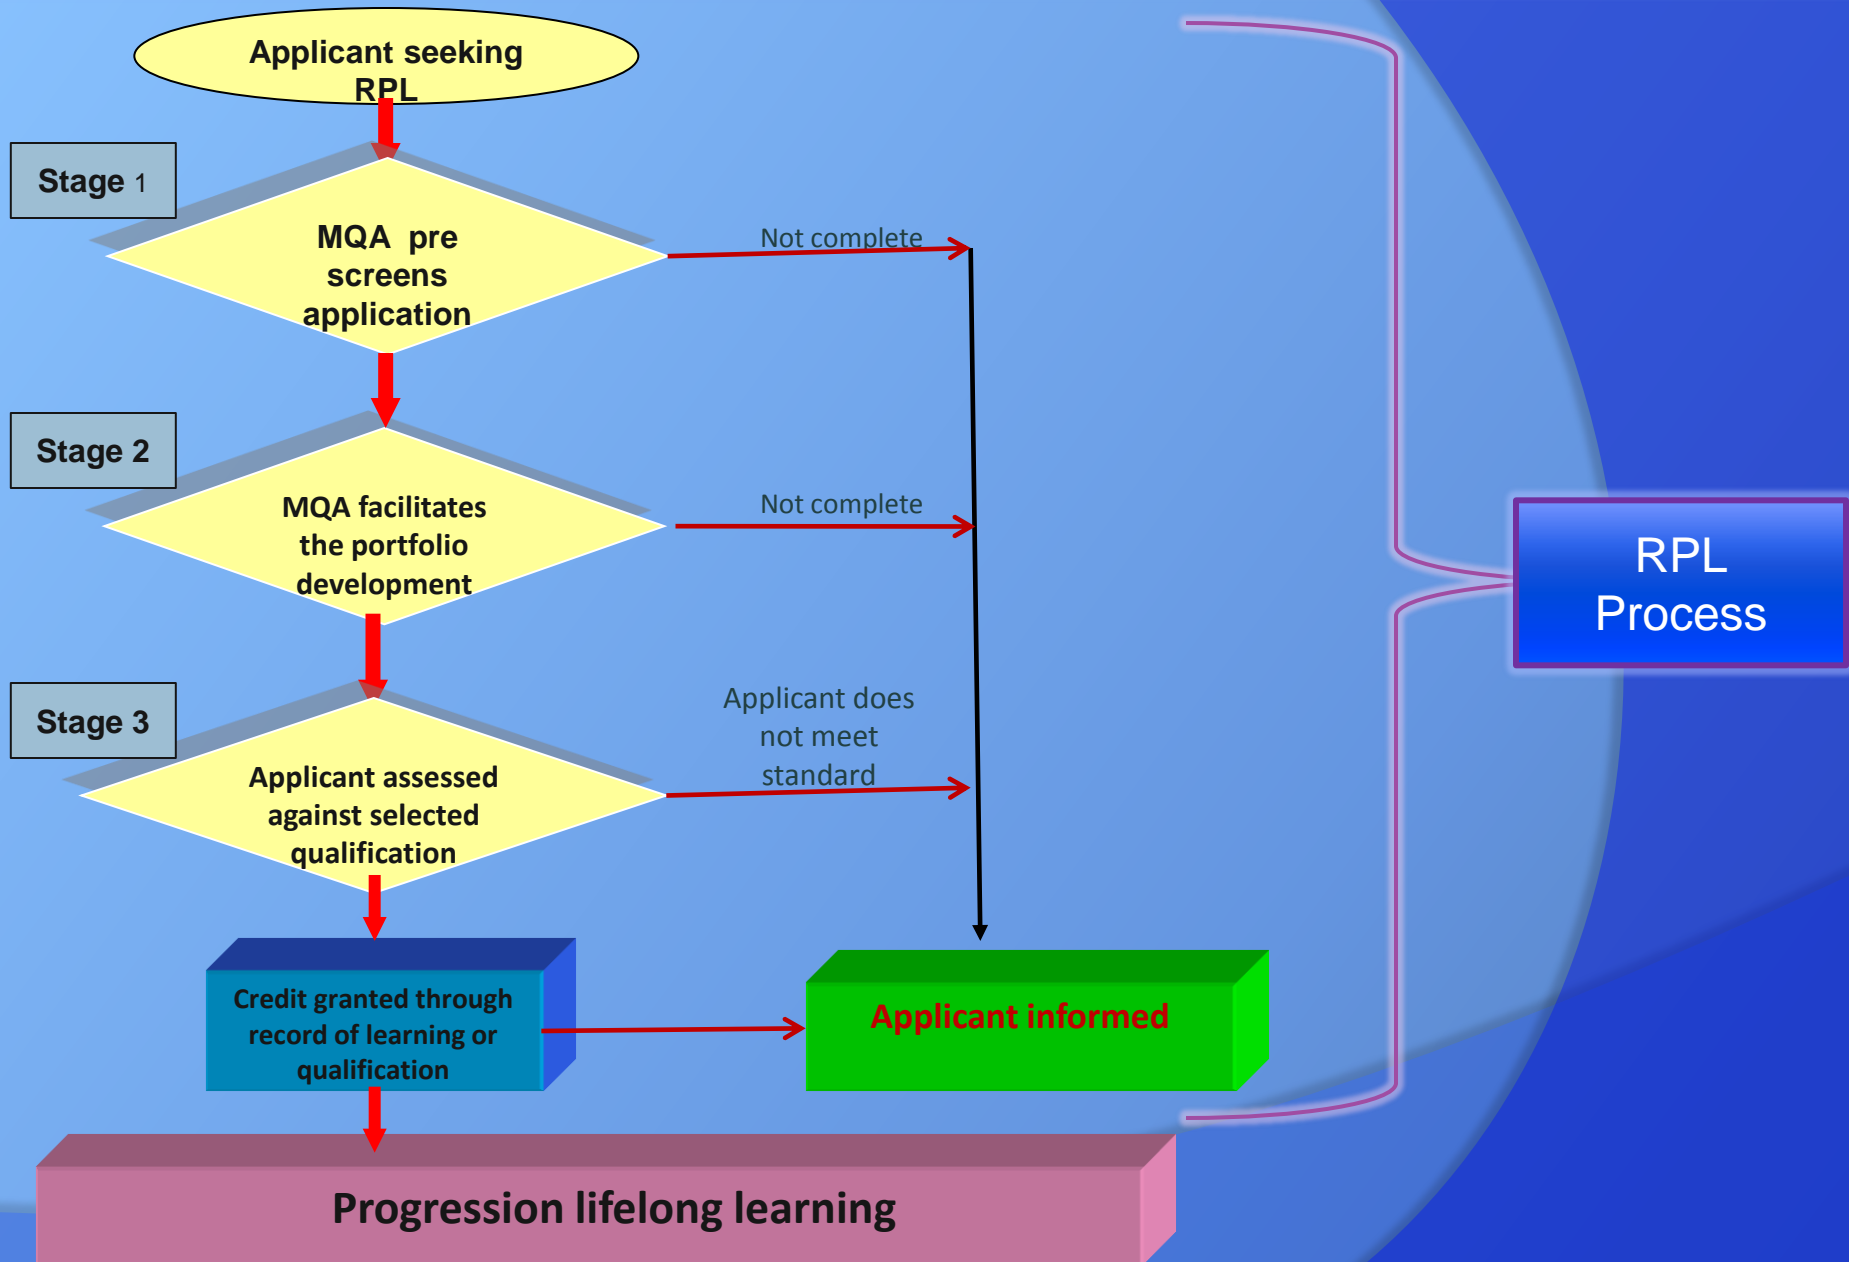 Applicant seeking
RPL
Stage 1
MQA pre
screens
application
Not complete
Stage 2
MQA facilitates
the portfolio
development
Not complete
Stage 3
Applicant assessed
against selected
qualification
Applicant does
not meet
standard
Credit granted through
record of learning or
qualification
Applicant informed
Progression lifelong learning
RPL
Process